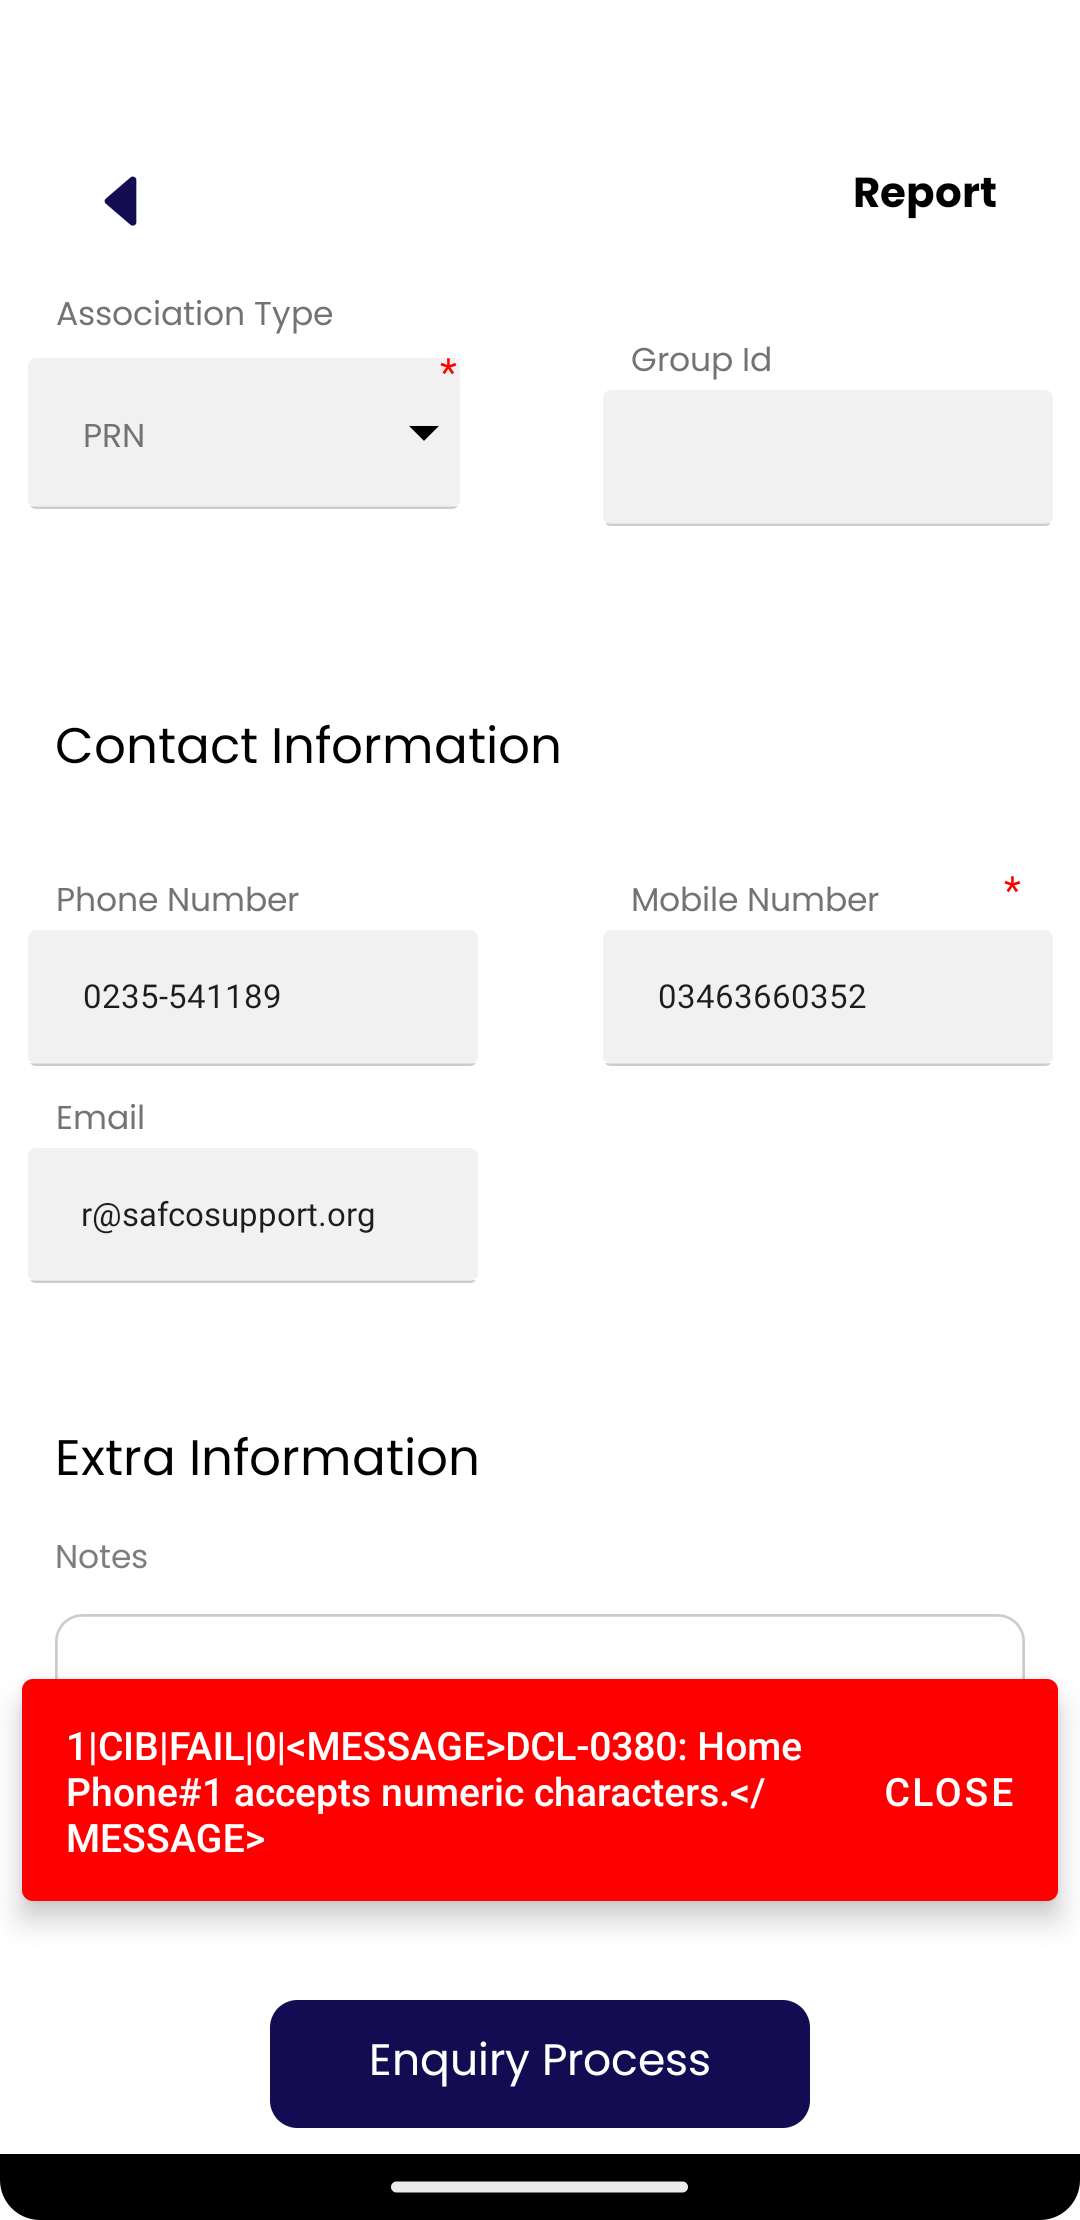 Report
Association Type
*
Group Id
PRN
Contact Information
Phone Number
Mobile Number *
0235-541189
03463660352
Email
r@safcosupport.org
Extra Information
Notes
1|CIB|FAIL|0|<MESSAGE>DCL-0380: Home
Phone#1 accepts numeric characters.</
MESSAGE>
CLOSE
Enquiry Process